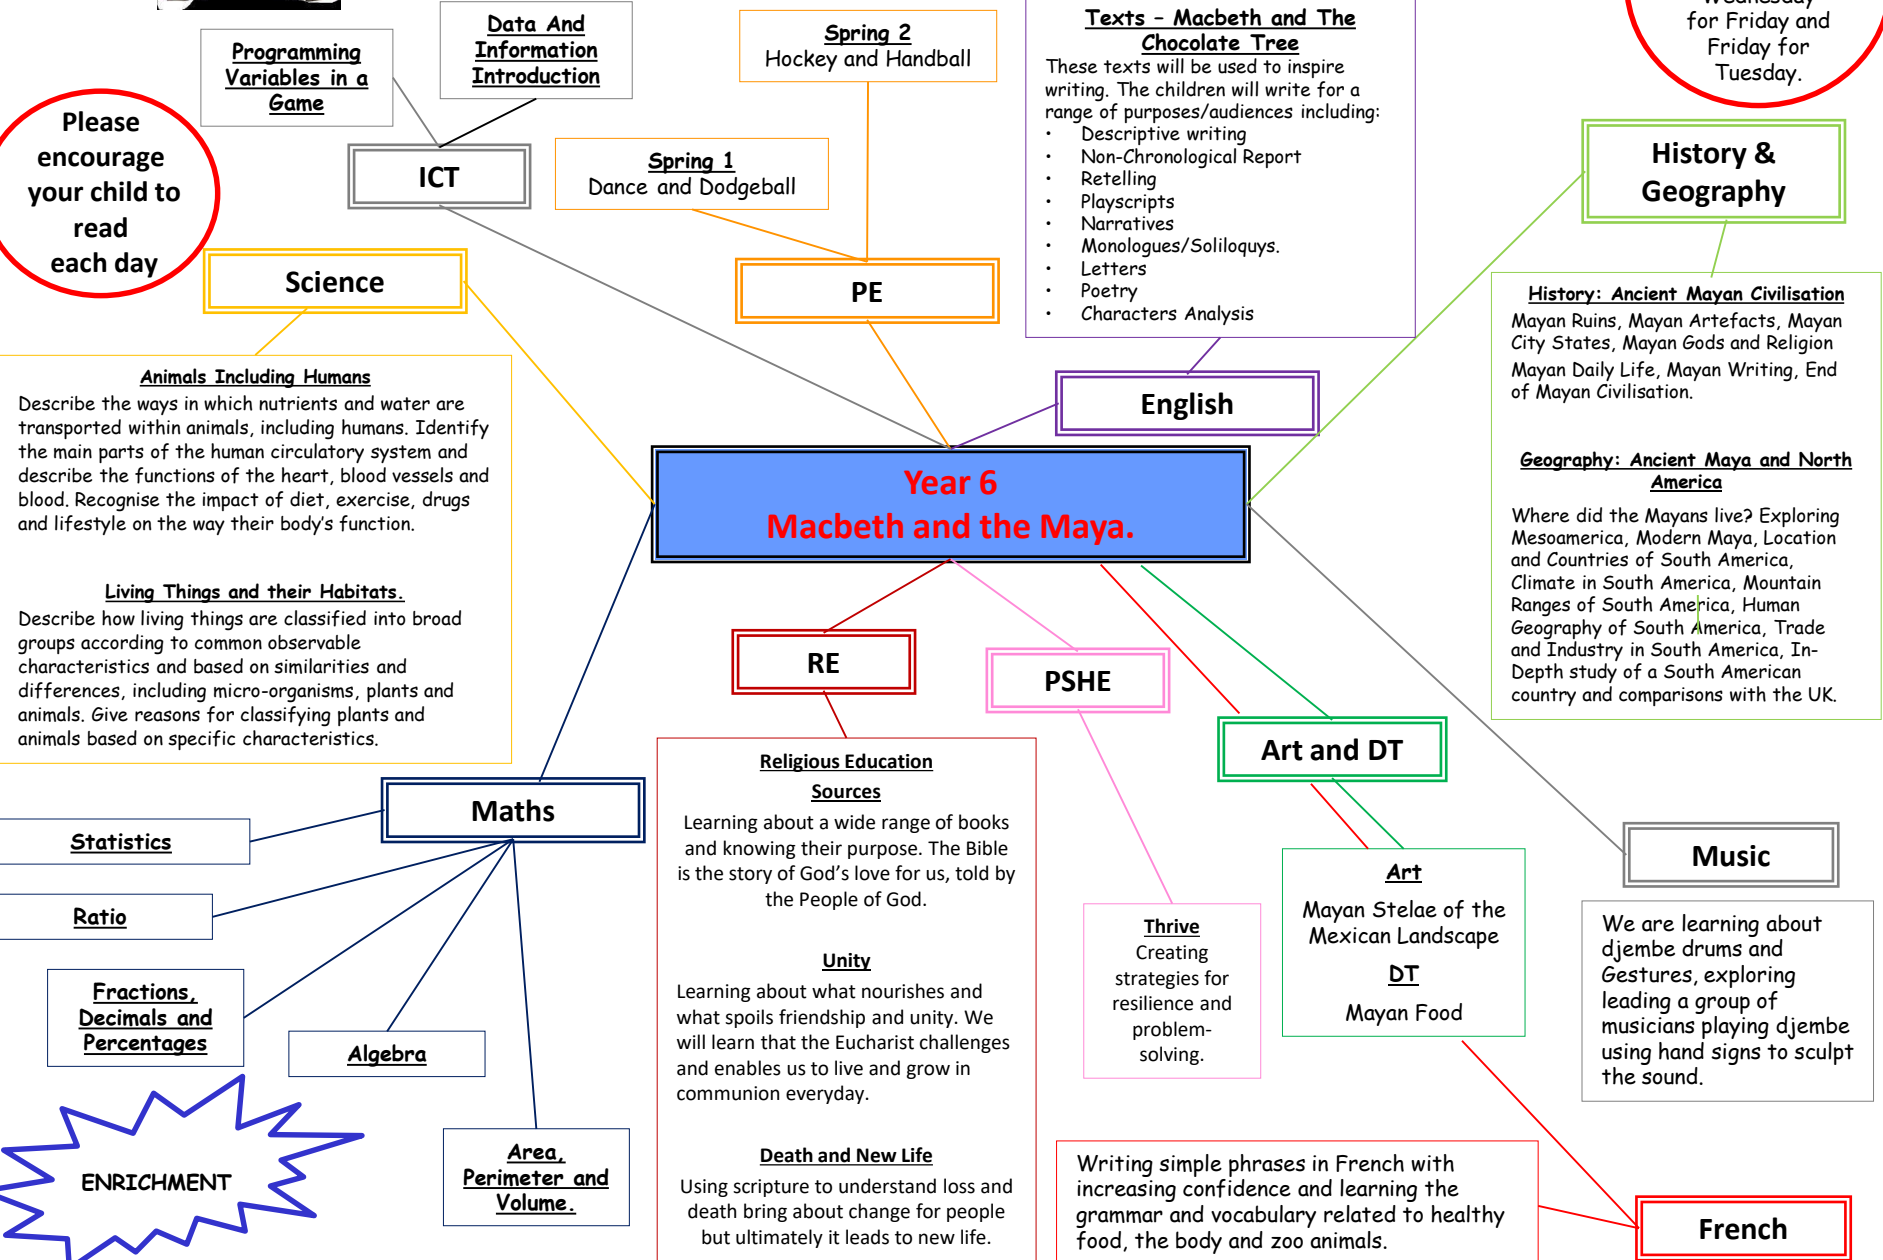 Programming
Variables in a
Game
Data And
Information
Introduction
Spring 2
Hockey and Handball
Spring 1
Dance and Dodgeball
Texts – Macbeth and The
Chocolate Tree
These texts will be used to inspire
writing. The children will write for a
range of purposes/audiences including:
• Descriptive writing
• Non-Chronological Report
• Retelling
• Playscripts
• Narratives
• Monologues/Soliloquys.
• Letters
• Poetry
• Characters Analysis
Wednesday
for Friday and
Friday for
Tuesday.
Please
encourage
your child to
read
each day
ICT
Science
PE
English
History &
Geography
History: Ancient Mayan Civilisation
Mayan Ruins, Mayan Artefacts, Mayan
City States, Mayan Gods and Religion
Mayan Daily Life, Mayan Writing, End
of Mayan Civilisation.
Geography: Ancient Maya and North
America
Where did the Mayans live? Exploring
Mesoamerica, Modern Maya, Location
and Countries of South America,
Climate in South America, Mountain
Ranges of South America, Human
Geography of South America, Trade
and Industry in South America, In-
Depth study of a South American
country and comparisons with the UK.
Animals Including Humans
Describe the ways in which nutrients and water are
transported within animals, including humans. Identify
the main parts of the human circulatory system and
describe the functions of the heart, blood vessels and
blood. Recognise the impact of diet, exercise, drugs
and lifestyle on the way their body's function.
Living Things and their Habitats.
Describe how living things are classified into broad
groups according to common observable
characteristics and based on similarities and
differences, including micro-organisms, plants and
animals. Give reasons for classifying plants and
animals based on specific characteristics.
Year 6
Macbeth and the Maya.
RE
PSHE
Art and DT
Maths
Music
Statistics
Ratio
Fractions,
Decimals and
Percentages
Algebra
Area,
Perimeter and
Volume.
ENRICHMENT
Religious Education
Sources
Learning about a wide range of books
and knowing their purpose. The Bible
is the story of God's love for us, told by
the People of God.
Unity
Learning about what nourishes and
what spoils friendship and unity. We
will learn that the Eucharist challenges
and enables us to live and grow in
communion everyday.
Death and New Life
Using scripture to understand loss and
death bring about change for people
but ultimately it leads to new life.
Thrive
Creating
strategies for
resilience and
problem-
solving.
Art
Mayan Stelae of the
Mexican Landscape
DT
Mayan Food
We are learning about
djembe drums and
Gestures, exploring
leading a group of
musicians playing djembe
using hand signs to sculpt
the sound.
Writing simple phrases in French with
increasing confidence and learning the
grammar and vocabulary related to healthy
food, the body and zoo animals.
French